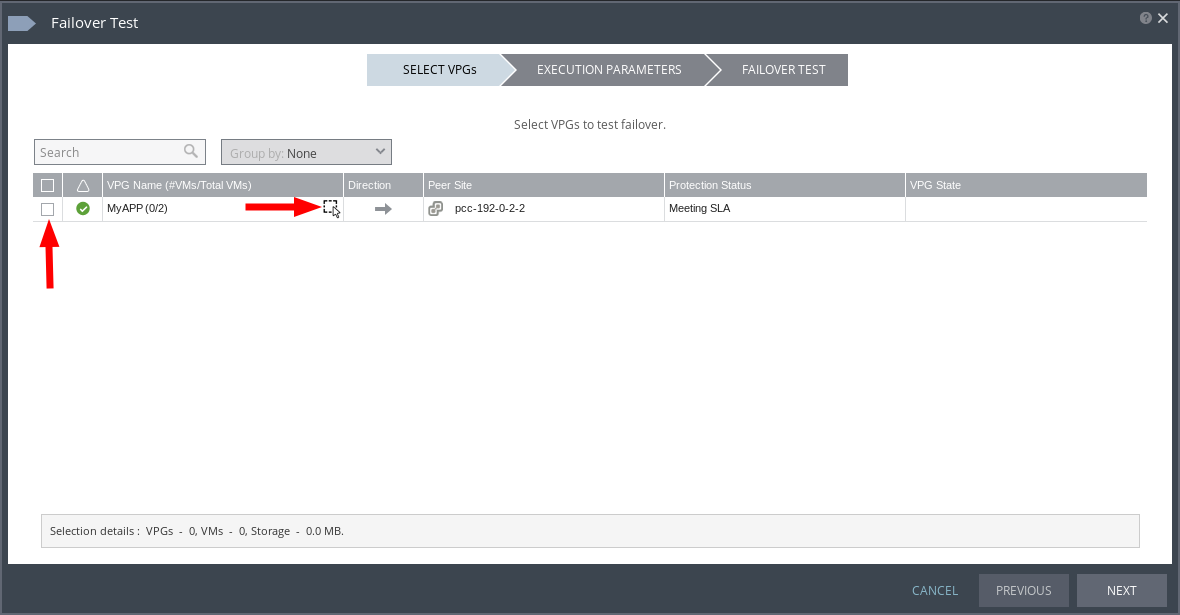 Failover Test
?
SELECT VPGs
EXECUTION PARAMETERS
FAILOVER TEST
Select VPGs to test failover.
Search
Group by: None
VPG Name (#VMs/Total VMs)
Direction
Peer Site
Protection Status
VPG State
MyAPP (0/2)
pcc-192-0-2-2
Meeting SLA
Selection details : VPGs - 0, VMs - 0, Storage - 0.0 MB.
CANCEL
PREVIOUS
NEXT